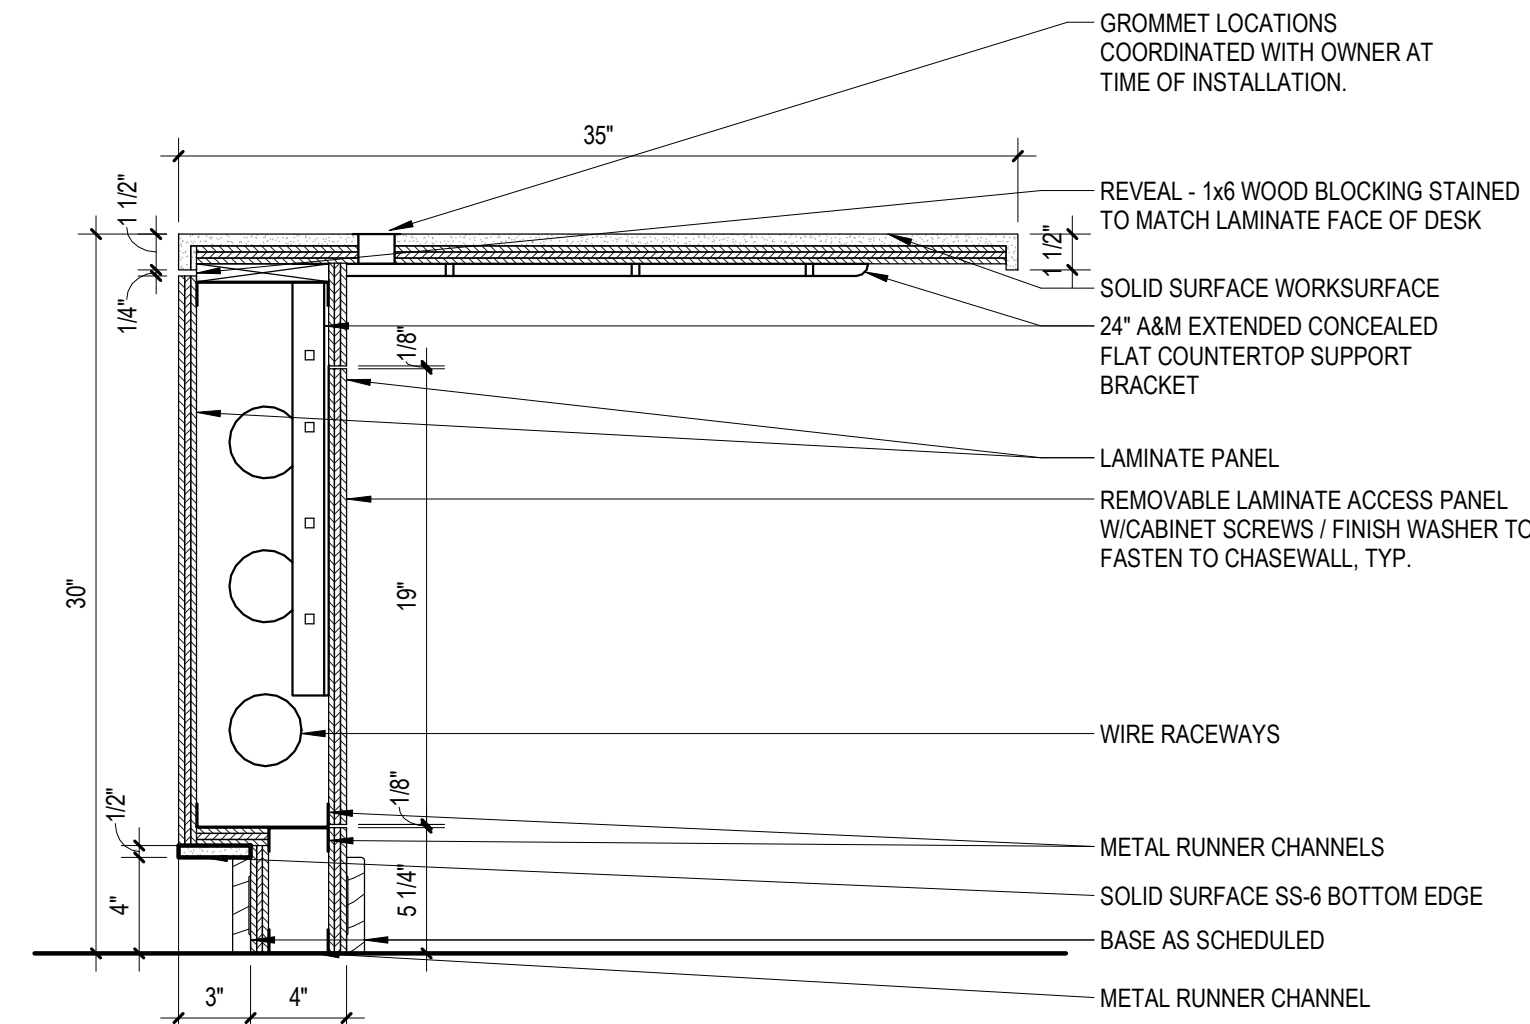 GROMMET LOCATIONS
COORDINATED WITH OWNER AT
TIME OF INSTALLATION.
35"
1 1/2"
REVEAL - 1x6 WOOD BLOCKING STAINED
TO MATCH LAMINATE FACE OF DESK
1 1/2"
1/4"
SOLID SURFACE WORKSURFACE
24" A&M EXTENDED CONCEALED
FLAT COUNTERTOP SUPPORT
BRACKET
1/8"
LAMINATE PANEL
REMOVABLE LAMINATE ACCESS PANEL
W/CABINET SCREWS / FINISH WASHER TO
FASTEN TO CHASEWALL, TYP.
30"
19"
WIRE RACEWAYS
1/2"
1/8"
METAL RUNNER CHANNELS
4"
5 1/4"
SOLID SURFACE SS-6 BOTTOM EDGE
BASE AS SCHEDULED
3"
4"
METAL RUNNER CHANNEL